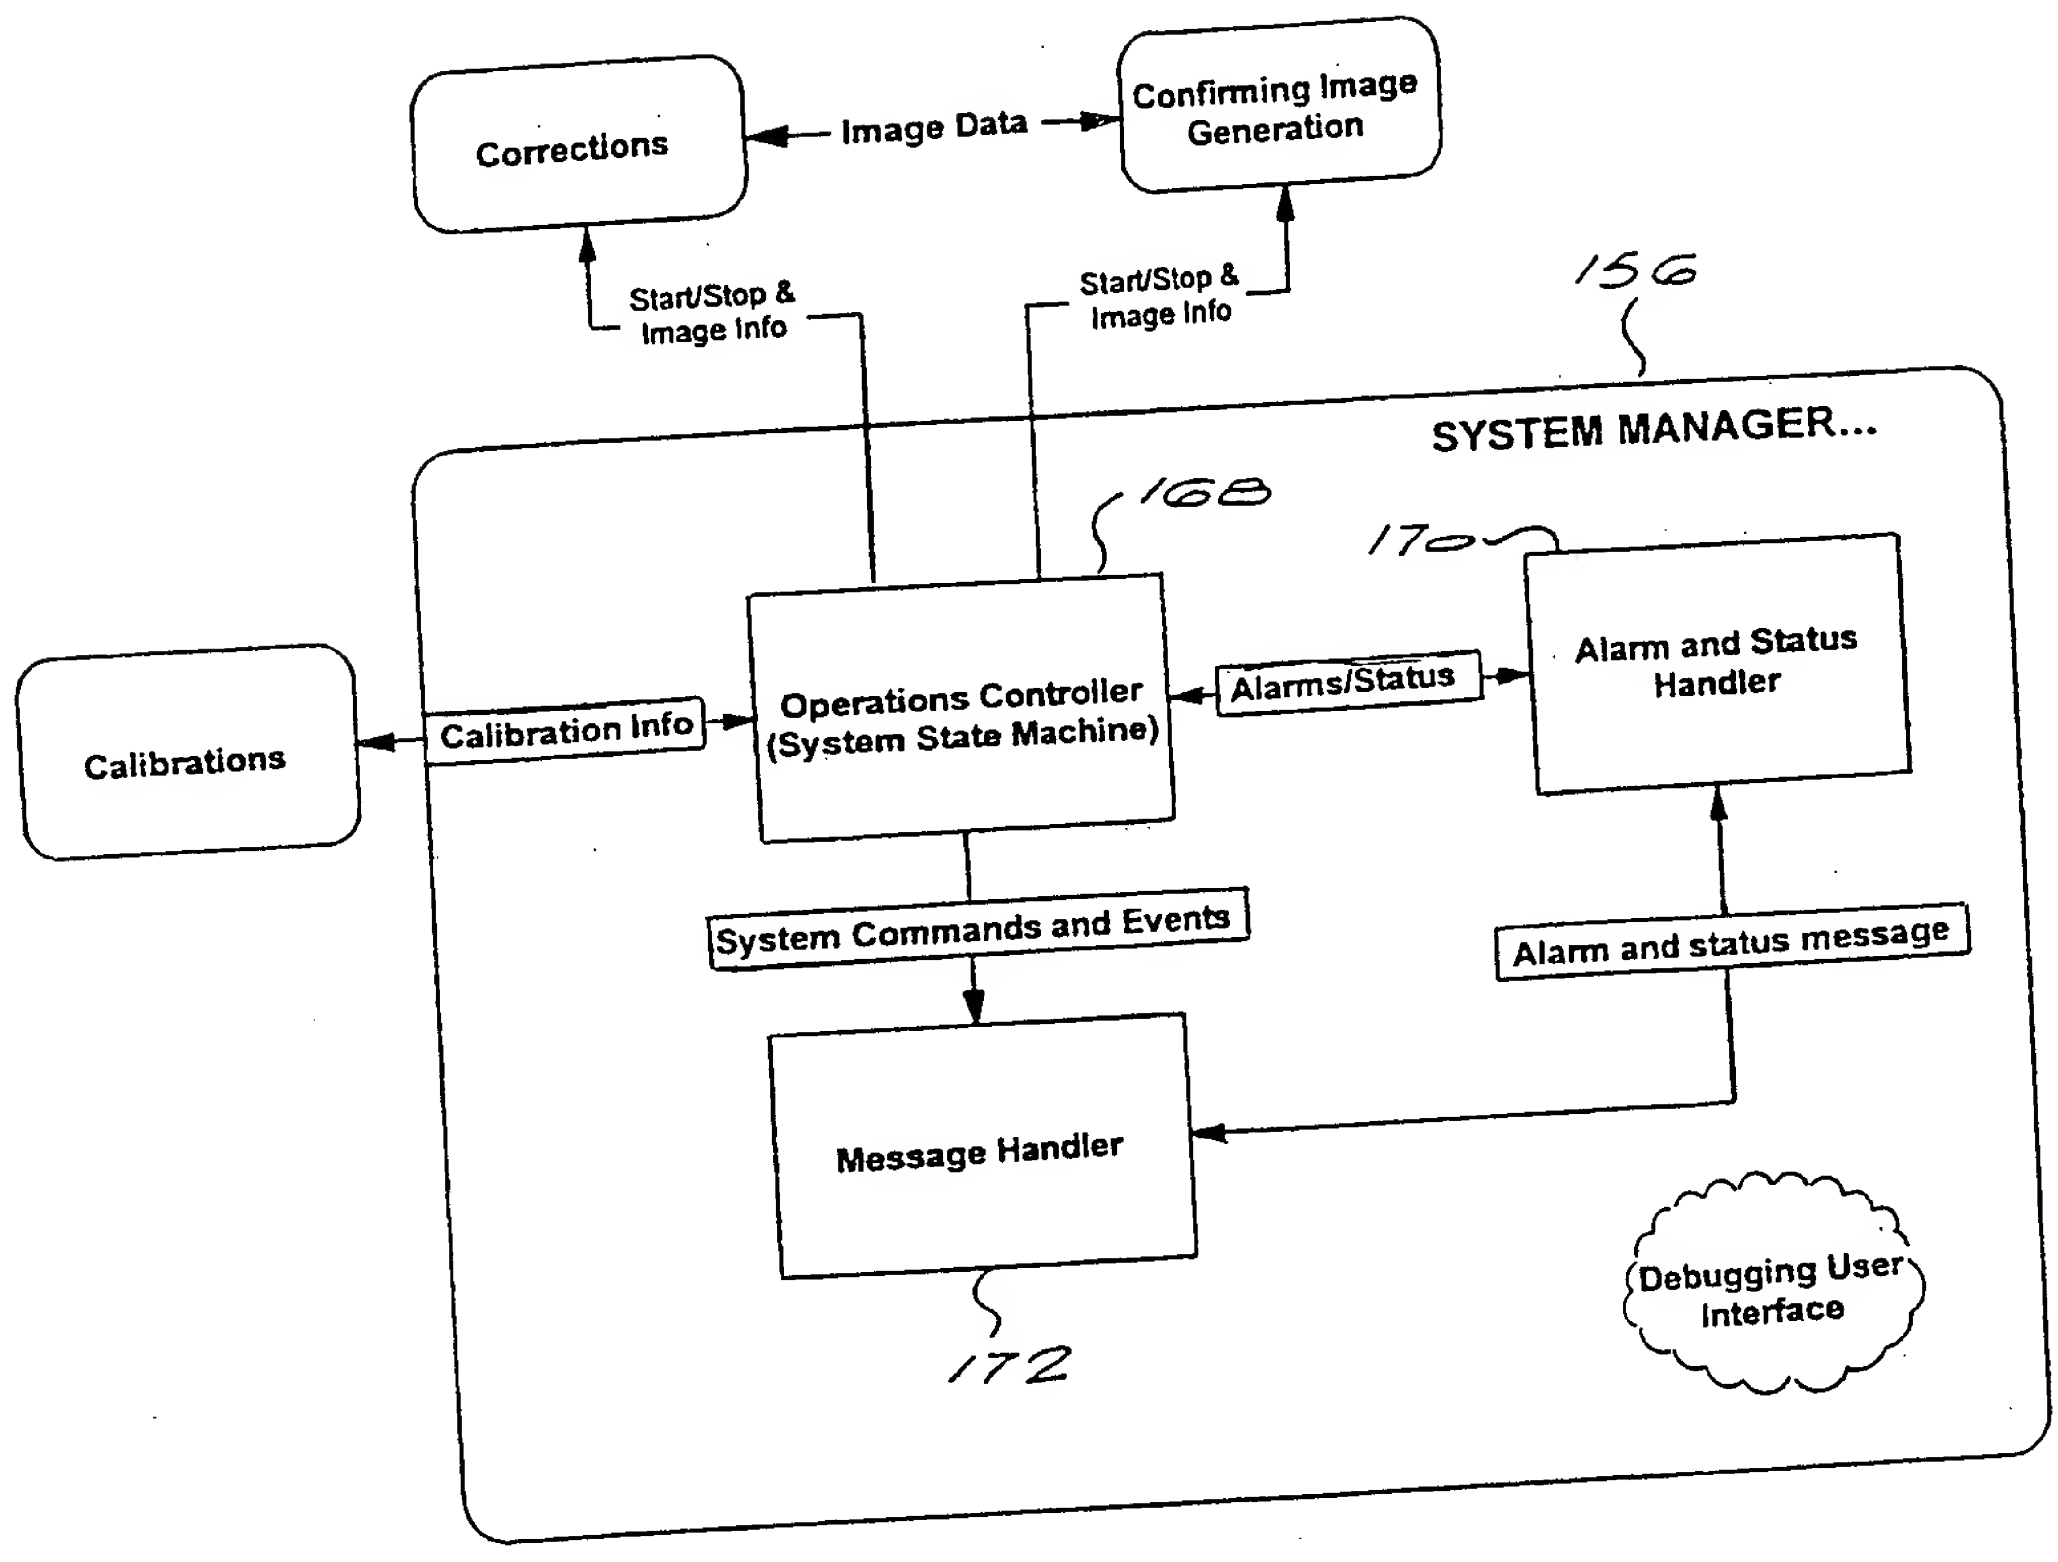 Corrections
Image Data
Confirming Image
Generation
Start/Stop &
Image Info
Start/Stop &
Image Info
156
SYSTEM MANAGER...
168
170
Calibrations
Calibration Info
Operations Controller
(System State Machine)
Alarms/Status
Alarm and Status
Handler
System Commands and Events
Alarm and status message
Message Handler
172
Debugging User
Interface